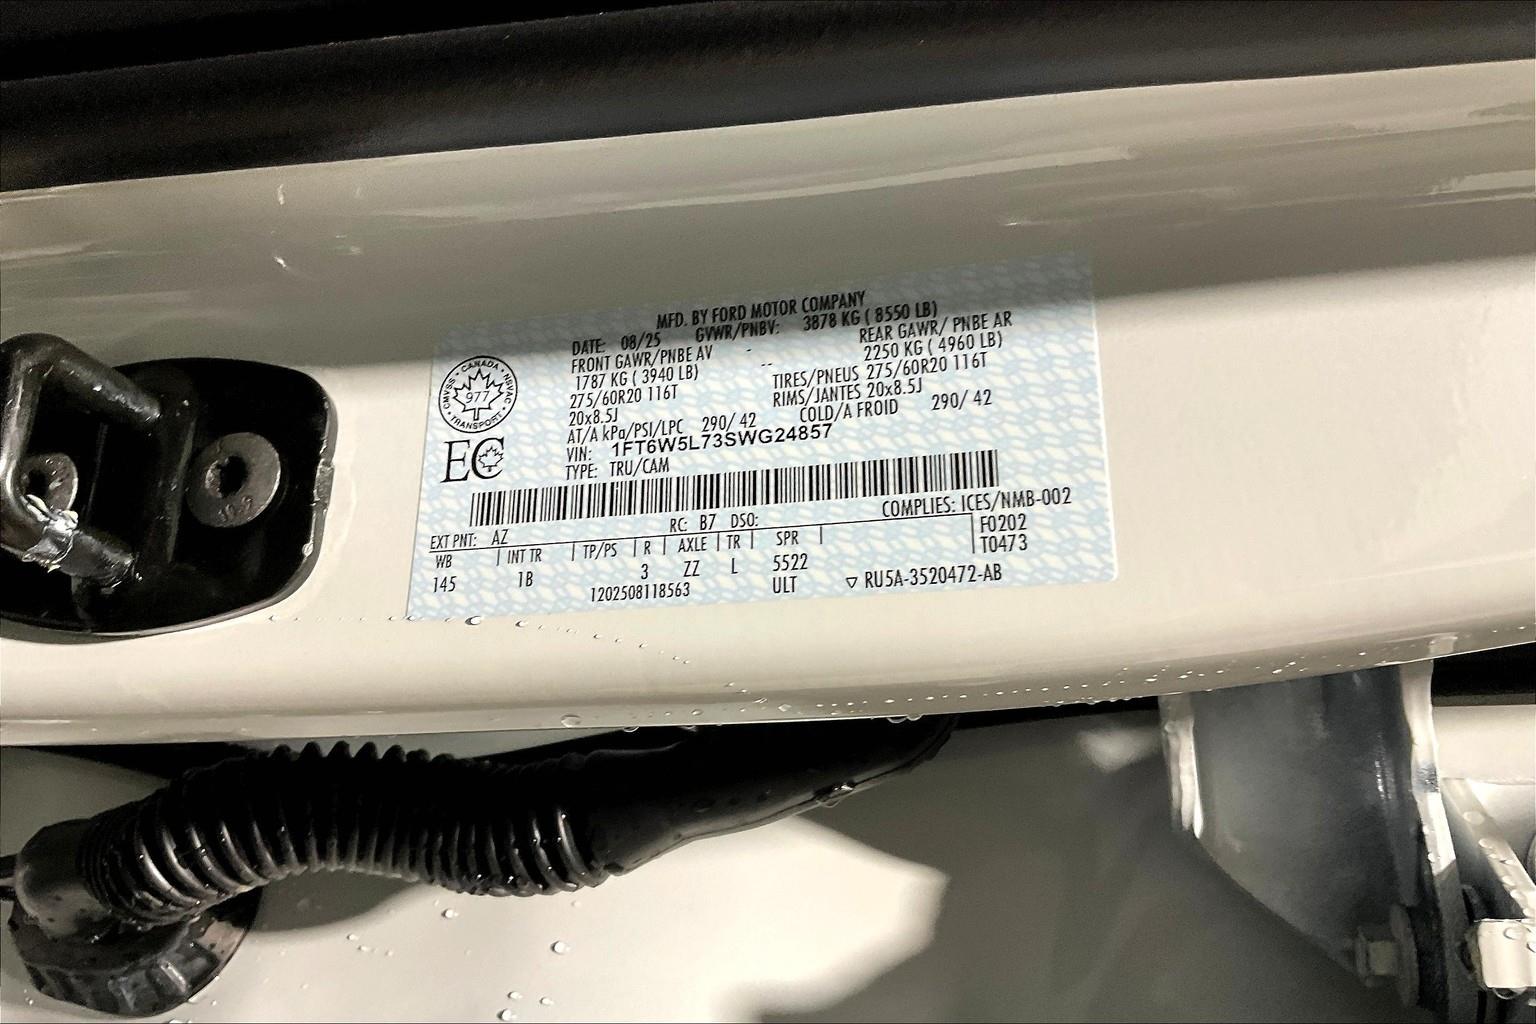 MFD. BY FORD MOTOR COMPANY
DATE: 08/25 GVWR/PNBV: 3878 KG ( 8550 LB)
FRONT GAWR/PNBE AV - REAR GAWR/ PNBE AR
1787 KG ( 3940 LB) -- 2250 KG ( 4960 LB)
275/60R20 116T TIRES/PNEUS 275/60R20 116T
20x8.5J RIMS/JANTES 20x8.5J
AT/A kPa/PSI/LPC 290/ 42 COLD/A FROID 290/ 42
VIN: 1FT6W5L73SWG24857
TYPE: TRU/CAM
CANADA · NSVAC · TRANSPORT · CMVSS
977
EC
COMPLIES: ICES/NMB-002
EXT PNT: AZ RC: B7 DSO: F0202
WB INT TR TP/PS R AXLE TR SPR T0473
145 1B 3 ZZ L 5522
1202508118563 ULT ▽ RU5A-3520472-AB